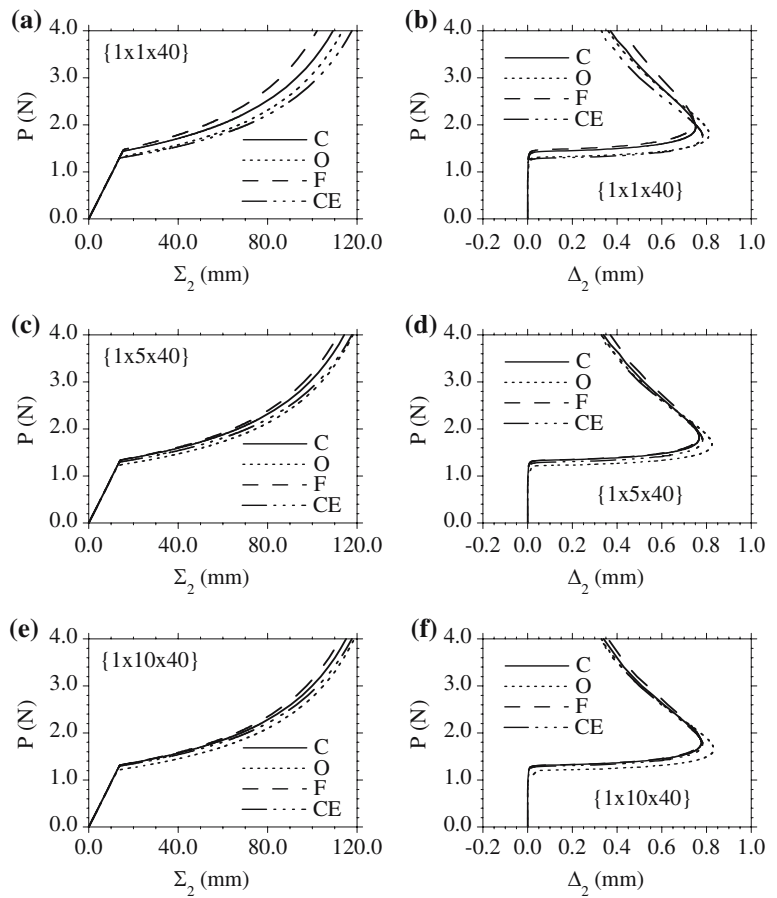 (a)
{1x1x40}
P (N)
4.0
3.0
2.0
1.0
0.0
C
O
F
CE
0.0 40.0 80.0 120.0
Σ2 (mm)
(b)
P (N)
4.0
3.0
2.0
1.0
0.0
C
O
F
CE
{1x1x40}
-0.2 0.0 0.2 0.4 0.6 0.8 1.0
Δ2 (mm)
(c)
{1x5x40}
P (N)
4.0
3.0
2.0
1.0
0.0
C
O
F
CE
0.0 40.0 80.0 120.0
Σ2 (mm)
(d)
P (N)
4.0
3.0
2.0
1.0
0.0
C
O
F
CE
{1x5x40}
-0.2 0.0 0.2 0.4 0.6 0.8 1.0
Δ2 (mm)
(e)
{1x10x40}
P (N)
4.0
3.0
2.0
1.0
0.0
C
O
F
CE
0.0 40.0 80.0 120.0
Σ2 (mm)
(f)
P (N)
4.0
3.0
2.0
1.0
0.0
C
O
F
CE
{1x10x40}
-0.2 0.0 0.2 0.4 0.6 0.8 1.0
Δ2 (mm)